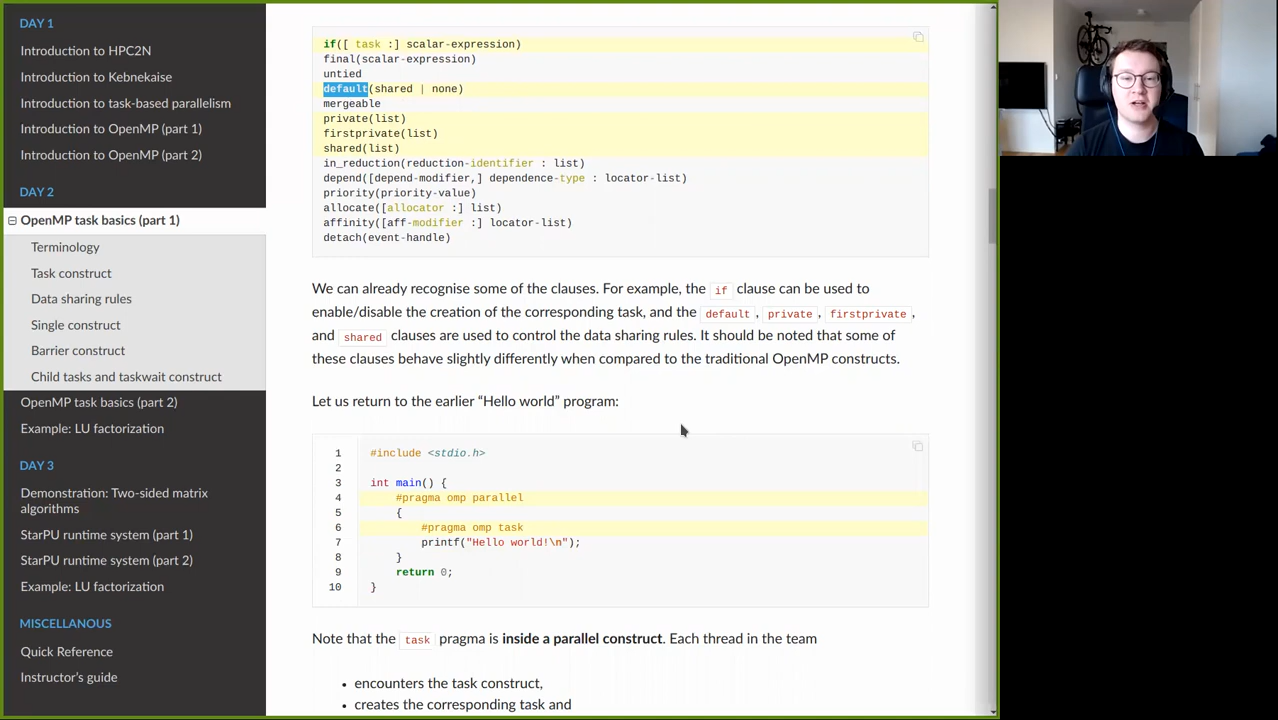 DAY 1
Introduction to HPC2N
Introduction to Kebnekaise
Introduction to task-based parallelism
Introduction to OpenMP (part 1)
Introduction to OpenMP (part 2)
DAY 2
OpenMP task basics (part 1)
Terminology
Task construct
Data sharing rules
Single construct
Barrier construct
Child tasks and taskwait construct
OpenMP task basics (part 2)
Example: LU factorization
DAY 3
Demonstration: Two-sided matrix
algorithms
StarPU runtime system (part 1)
StarPU runtime system (part 2)
Example: LU factorization
MISCELLANOUS
Quick Reference
Instructor's guide
if([ task :] scalar-expression)
final(scalar-expression)
untied
default(shared | none)
mergeable
private(list)
firstprivate(list)
shared(list)
in_reduction(reduction-identifier : list)
depend([depend-modifier,] dependence-type : locator-list)
priority(priority-value)
allocate([allocator :] list)
affinity([aff-modifier :] locator-list)
detach(event-handle)
We can already recognise some of the clauses. For example, the if clause can be used to
enable/disable the creation of the corresponding task, and the default, private, firstprivate,
and shared clauses are used to control the data sharing rules. It should be noted that some of
these clauses behave slightly differently when compared to the traditional OpenMP constructs.
Let us return to the earlier “Hello world” program:
1 #include <stdio.h>
2
3 int main() {
4 #pragma omp parallel
5 {
6 #pragma omp task
7 printf("Hello world!\n");
8 }
9 return 0;
10 }
Note that the task pragma is inside a parallel construct. Each thread in the team
• encounters the task construct,
• creates the corresponding task and